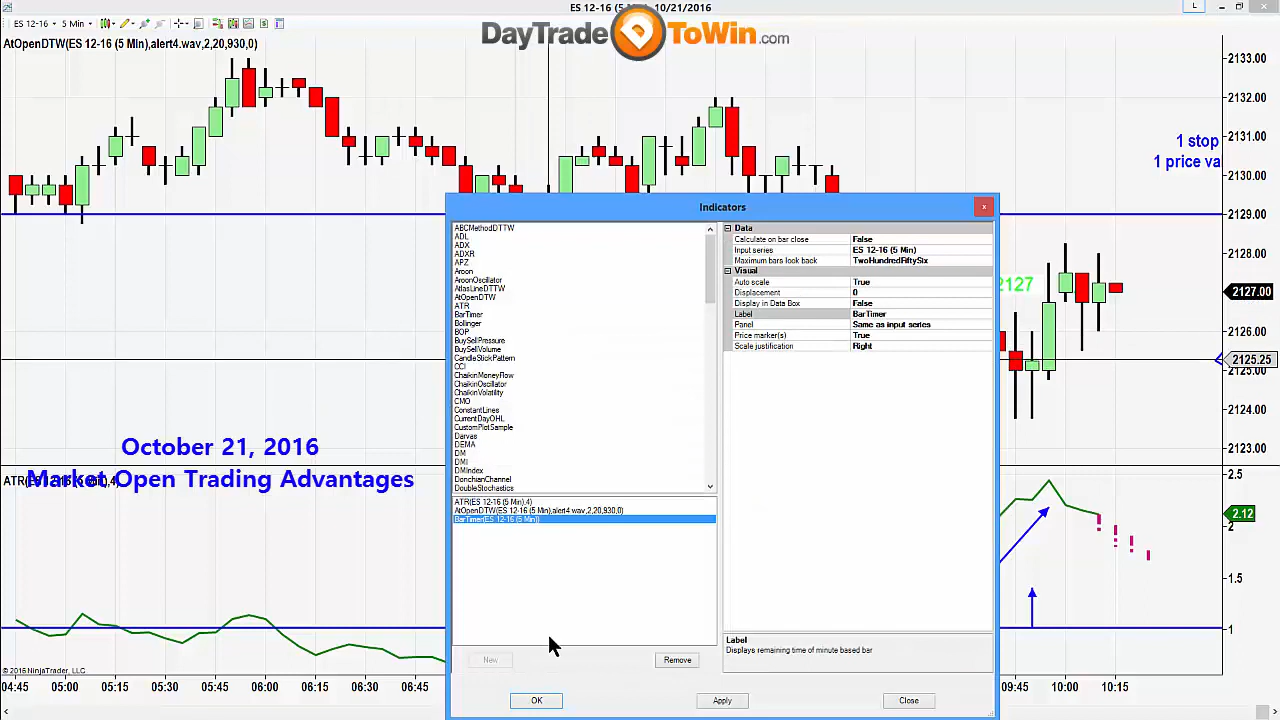 ES 12-16 (5 Min) 10/21/2016
ES 12-16 5 Min
DayTradeToWin.com
AtOpenDTW(ES 12-16 (5 Min),alert4.wav,2,20,930,0)
1 stop
1 price va
2127
October 21, 2016
Market Open Trading Advantages
ATR(ES 12-16 (5 Min),4)
© 2016 NinjaTrader, LLC
Indicators
ABCMethodDTTW
ADL
ADX
ADXR
APZ
Aroon
AroonOscillator
AtlasLineDTTW
AtOpenDTW
ATR
BarTimer
Bollinger
BOP
BuySellPressure
BuySellVolume
CandleStickPattern
CCI
ChaikinMoneyFlow
ChaikinOscillator
ChaikinVolatility
CMO
ConstantLines
CurrentDayOHL
CustomPlotSample
Darvas
DEMA
DM
DMI
DMIndex
DonchianChannel
DoubleStochastics
ATR(ES 12-16 (5 Min),4)
AtOpenDTW(ES 12-16 (5 Min),alert4.wav,2,20,930,0)
BarTimer(ES 12-16 (5 Min))
New
Remove
Data
Calculate on bar close False
Input series ES 12-16 (5 Min)
Maximum bars look back TwoHundredFiftySix
Visual
Auto scale True
Displacement 0
Display in Data Box False
Label BarTimer
Panel Same as input series
Price marker(s) True
Scale justification Right
Label
Displays remaining time of minute based bar
OK
Apply
Close
2133.00
2132.00
2131.00
2130.00
2129.00
2128.00
2127.00
2126.00
2125.25
2125.00
2124.00
2123.00
2.5
2.12
2
1.5
1
04:45 05:00 05:15 05:30 05:45 06:00 06:15 06:30 06:45 09:45 10:00 10:15